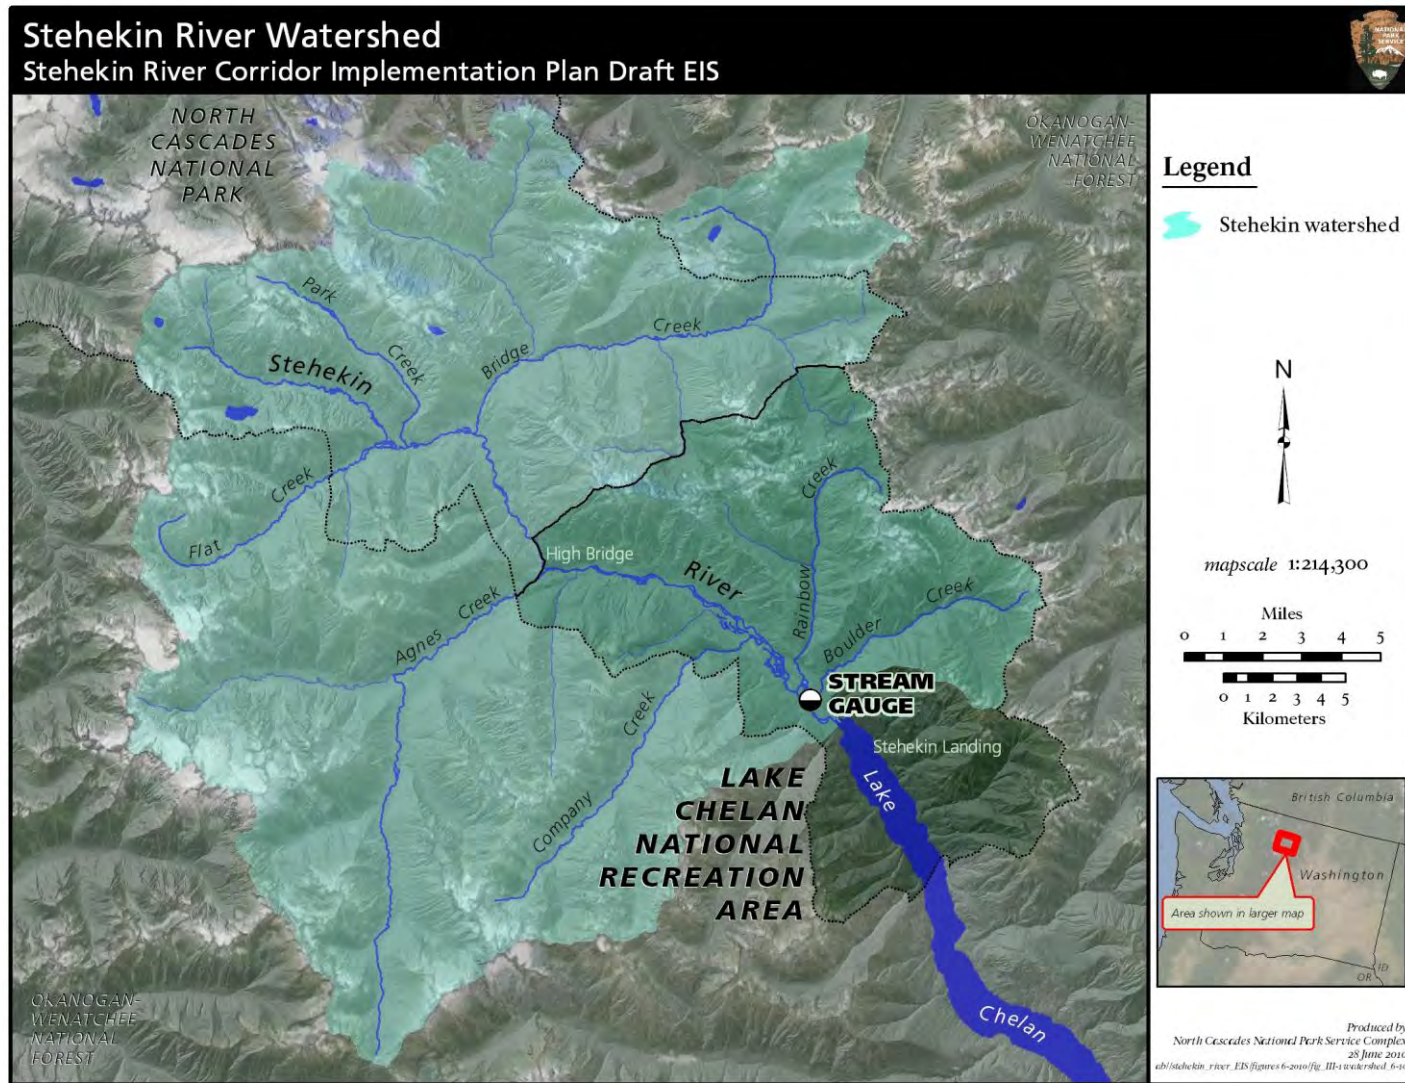 Stehekin River Watershed
Stehekin River Corridor Implementation Plan Draft EIS
NATIONAL
PARK
SERVICE
NORTH
CASCADES
NATIONAL
PARK
OKANOGAN-
WENATCHEE
NATIONAL
FOREST
Park
Creek
Stehekin
Bridge
Creek
Flat
Creek
High Bridge
River
Creek
Rainbow
Boulder
Creek
Agnes
Creek
Company
Creek
STREAM
GAUGE
Stehekin Landing
LAKE
CHELAN
NATIONAL
RECREATION
AREA
Lake
Chelan
OKANOGAN-
WENATCHEE
NATIONAL
FOREST
Legend
Stehekin watershed
N
mapscale 1:214,300
Miles
0 1 2 3 4 5
0 1 2 3 4 5
Kilometers
British Columbia
Washington
Area shown in larger map
ID
OR
Produced by
North Cascades National Park Service Complex
28 June 2010